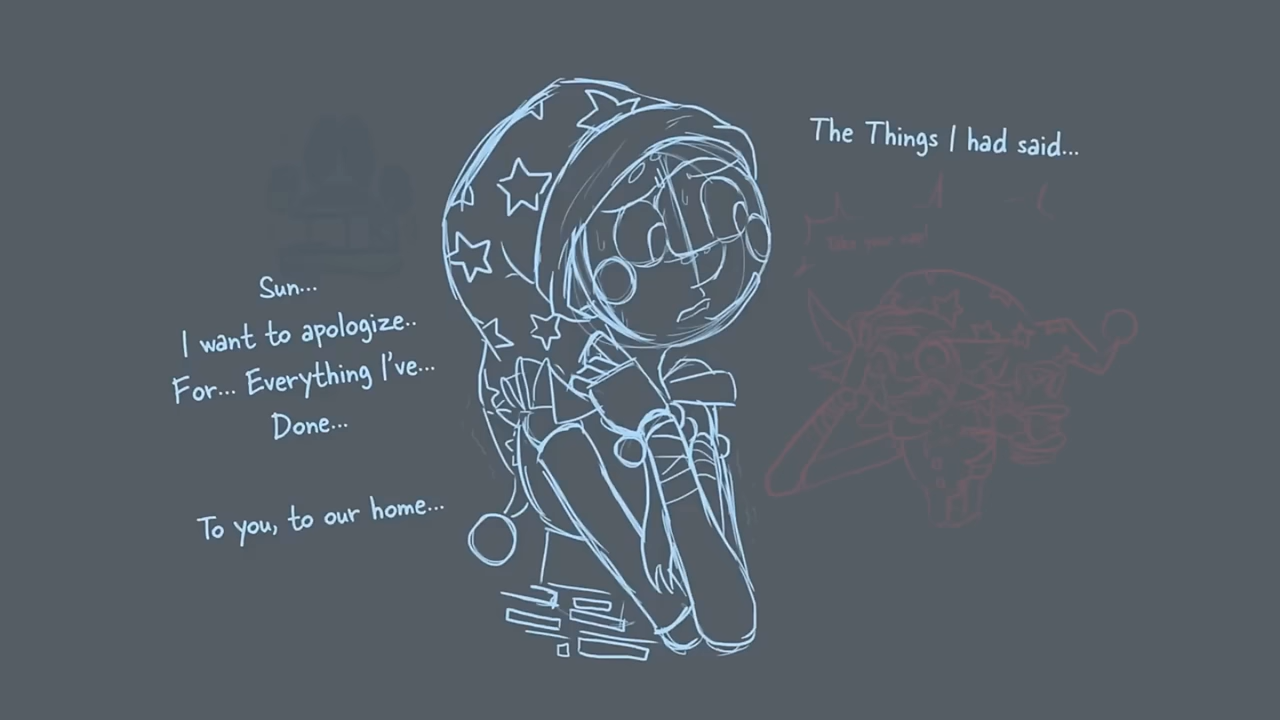 The Things I had said...
Sun...
I want to apologize..
For... Everything I've...
Done...
To you, to our home...